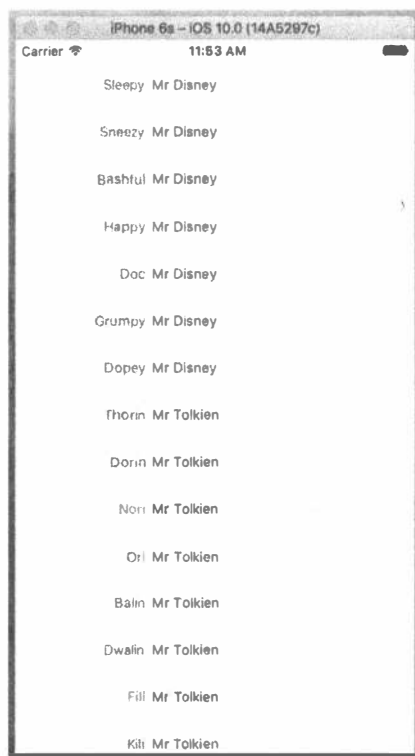 iPhone 6s – iOS 10.0 (14A5297c)
Carrier 11:53 AM
Sleepy Mr Disney
Sneezy Mr Disney
Bashful Mr Disney
Happy Mr Disney
Doc Mr Disney
Grumpy Mr Disney
Dopey Mr Disney
Thorin Mr Tolkien
Dorin Mr Tolkien
Nori Mr Tolkien
Ori Mr Tolkien
Balin Mr Tolkien
Dwalin Mr Tolkien
Fili Mr Tolkien
Kili Mr Tolkien